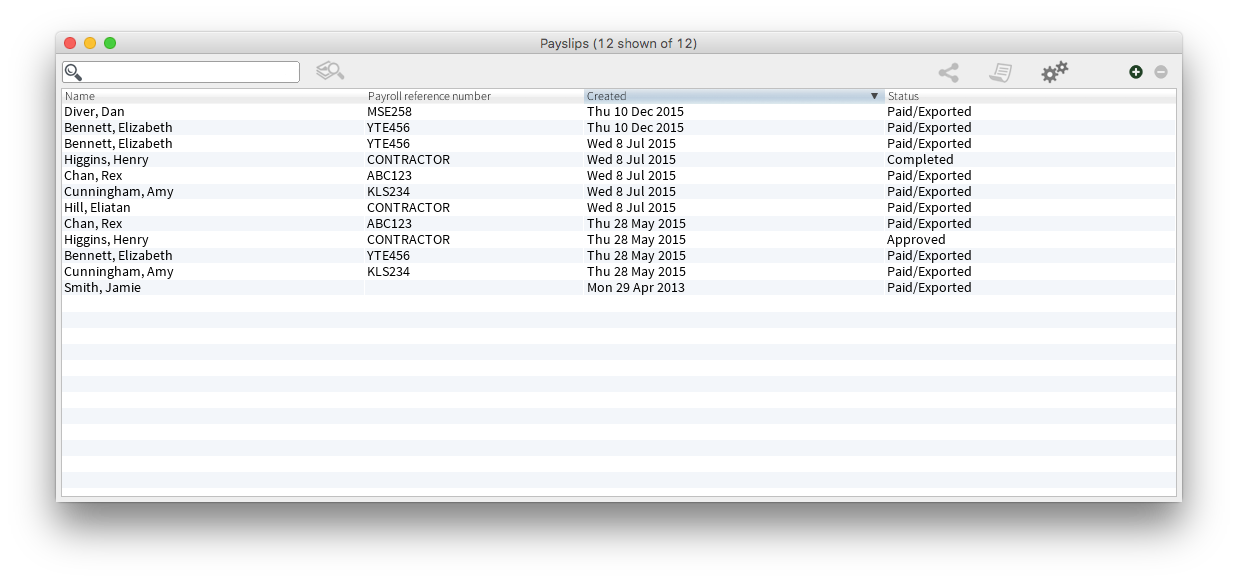 Payslips (12 shown of 12)
Name Payroll reference number Created Status
Diver, Dan MSE258 Thu 10 Dec 2015 Paid/Exported
Bennett, Elizabeth YTE456 Thu 10 Dec 2015 Paid/Exported
Bennett, Elizabeth YTE456 Wed 8 Jul 2015 Paid/Exported
Higgins, Henry CONTRACTOR Wed 8 Jul 2015 Completed
Chan, Rex ABC123 Wed 8 Jul 2015 Paid/Exported
Cunningham, Amy KLS234 Wed 8 Jul 2015 Paid/Exported
Hill, Eliatan CONTRACTOR Wed 8 Jul 2015 Paid/Exported
Chan, Rex ABC123 Thu 28 May 2015 Paid/Exported
Higgins, Henry CONTRACTOR Thu 28 May 2015 Approved
Bennett, Elizabeth YTE456 Thu 28 May 2015 Paid/Exported
Cunningham, Amy KLS234 Thu 28 May 2015 Paid/Exported
Smith, Jamie Mon 29 Apr 2013 Paid/Exported